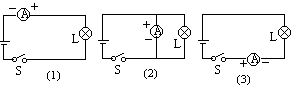 − A + A + L A
L − L
S S S + −
(1) (2) (3)